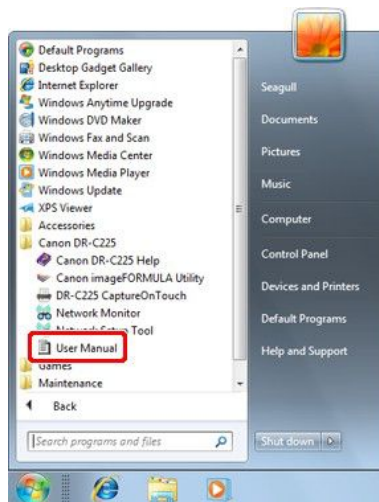 Default Programs
Desktop Gadget Gallery
Internet Explorer
Windows Anytime Upgrade
Windows DVD Maker
Windows Fax and Scan
Windows Media Center
Windows Media Player
Windows Update
XPS Viewer
Accessories
Canon DR-C225
Canon DR-C225 Help
Canon imageFORMULA Utility
DR-C225 CaptureOnTouch
Network Monitor
Network Setup Tool
User Manual
Games
Maintenance
Back
Search programs and files
Seagull
Documents
Pictures
Music
Computer
Control Panel
Devices and Printers
Default Programs
Help and Support
Shut down